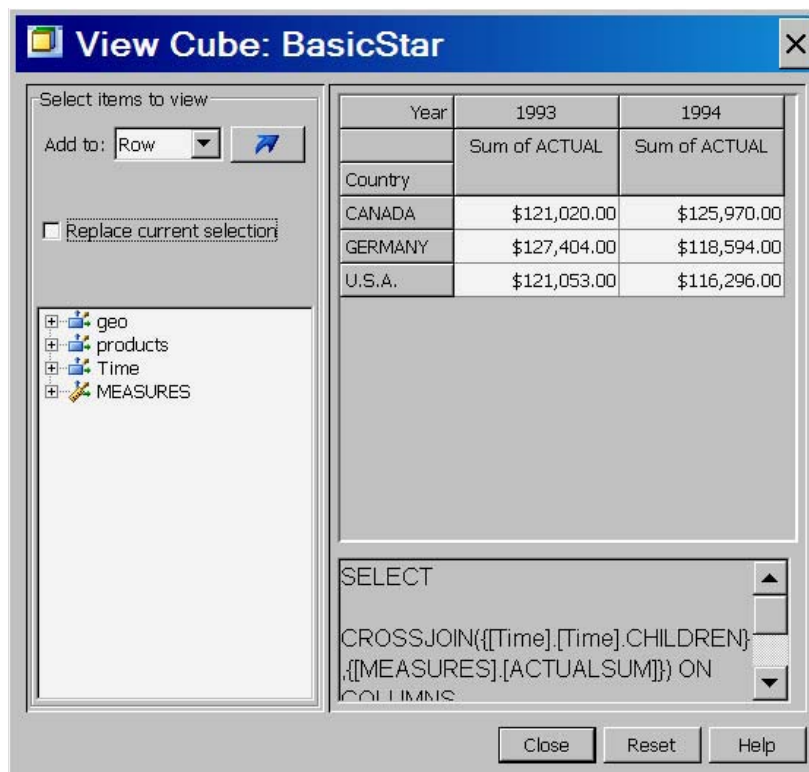 View Cube: BasicStar
Select items to view
Add to: Row
Replace current selection
geo
products
Time
MEASURES
Year 1993 1994
Sum of ACTUAL Sum of ACTUAL
Country
CANADA $121,020.00 $125,970.00
GERMANY $127,404.00 $118,594.00
U.S.A. $121,053.00 $116,296.00
SELECT
CROSSJOIN({[Time].[Time].CHILDREN}
,{[MEASURES].[ACTUALSUM]}) ON
COLUMNS
Close Reset Help